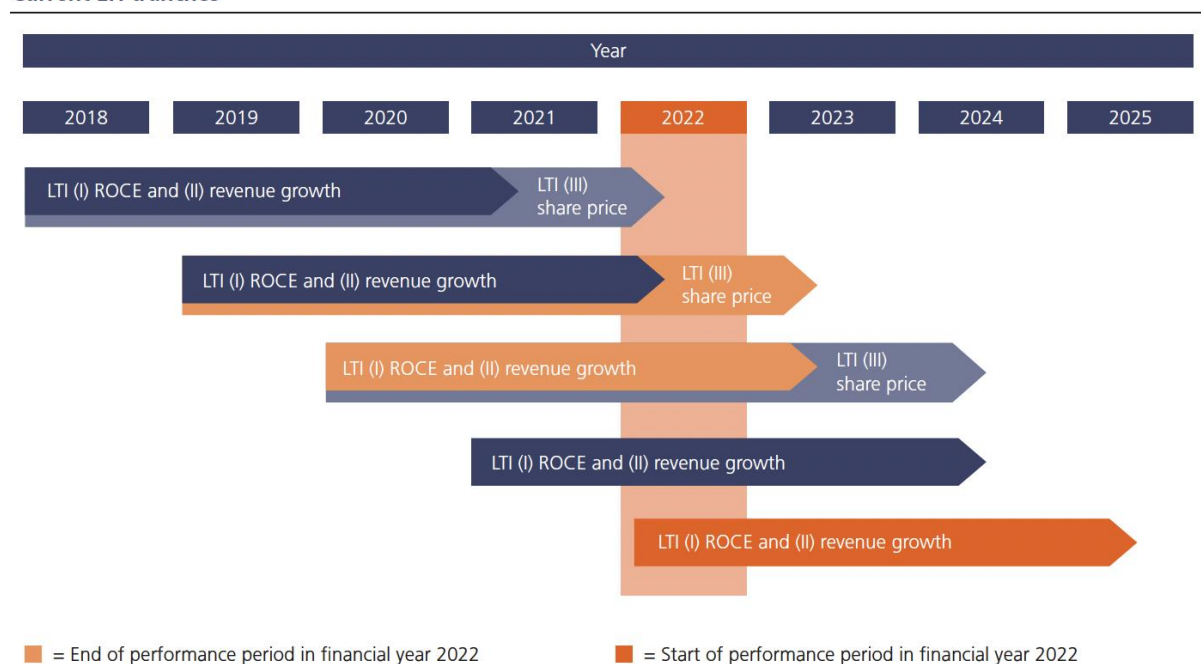 Year
2018 2019 2020 2021 2022 2023 2024 2025
LTI (I) ROCE and (II) revenue growth
LTI (III)
share price
LTI (I) ROCE and (II) revenue growth
LTI (III)
share price
LTI (I) ROCE and (II) revenue growth
LTI (III)
share price
LTI (I) ROCE and (II) revenue growth
LTI (I) ROCE and (II) revenue growth
= End of performance period in financial year 2022
= Start of performance period in financial year 2022